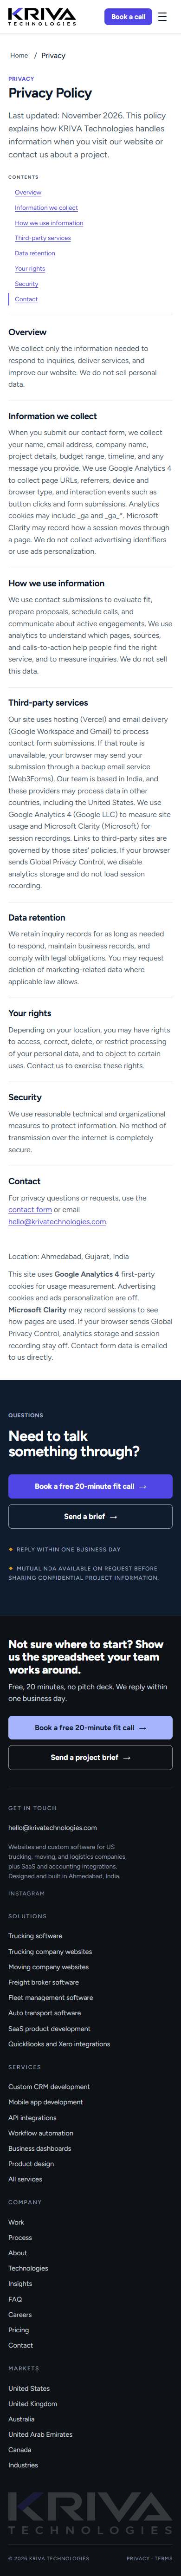 KRIVA
TECHNOLOGIES
Book a call
Home / Privacy
PRIVACY
Privacy Policy
Last updated: November 2026. This policy
explains how KRIVA Technologies handles
information when you visit our website or
contact us about a project.
CONTENTS
Overview
Information we collect
How we use information
Third-party services
Data retention
Your rights
Security
Contact
Overview
We collect only the information needed to
respond to inquiries, deliver services, and
improve our website. We do not sell personal
data.
Information we collect
When you submit our contact form, we collect
your name, email address, company name,
project details, budget range, timeline, and any
message you provide. We use Google Analytics 4
to collect page URLs, referrers, device and
browser type, and interaction events such as
button clicks and form submissions. Analytics
cookies may include _ga and _ga_*. Microsoft
Clarity may record how a session moves through
a page. We do not collect advertising identifiers
or use ads personalization.
How we use information
We use contact submissions to evaluate fit,
prepare proposals, schedule calls, and
communicate about active engagements. We use
analytics to understand which pages, sources,
and calls-to-action help people find the right
service, and to measure inquiries. We do not sell
this data.
Third-party services
Our site uses hosting (Vercel) and email delivery
(Google Workspace and Gmail) to process
contact form submissions. If that route is
unavailable, your browser may send your
submission through a backup email service
(Web3Forms). Our team is based in India, and
these providers may process data in other
countries, including the United States. We use
Google Analytics 4 (Google LLC) to measure site
usage and Microsoft Clarity (Microsoft) for
session recordings. Links to third-party sites are
governed by those sites' policies. If your browser
sends Global Privacy Control, we disable
analytics storage and do not load session
recording.
Data retention
We retain inquiry records for as long as needed
to respond, maintain business records, and
comply with legal obligations. You may request
deletion of marketing-related data where
applicable law allows.
Your rights
Depending on your location, you may have rights
to access, correct, delete, or restrict processing
of your personal data, and to object to certain
uses. Contact us to exercise these rights.
Security
We use reasonable technical and organizational
measures to protect information. No method of
transmission over the internet is completely
secure.
Contact
For privacy questions or requests, use the
contact form or email
hello@krivatechnologies.com.
Location: Ahmedabad, Gujarat, India
This site uses Google Analytics 4 first-party
cookies for usage measurement. Advertising
cookies and ads personalization are off.
Microsoft Clarity may record sessions to see
how pages are used. If your browser sends Global
Privacy Control, analytics storage and session
recording stay off. Contact form data is emailed
to us directly.
QUESTIONS
Need to talk
something through?
Book a free 20-minute fit call →
Send a brief →
REPLY WITHIN ONE BUSINESS DAY
MUTUAL NDA AVAILABLE ON REQUEST BEFORE
SHARING CONFIDENTIAL PROJECT INFORMATION.
Not sure where to start? Show
us the spreadsheet your team
works around.
Free, 20 minutes, no pitch deck. We reply within
one business day.
Book a free 20-minute fit call →
Send a project brief →
GET IN TOUCH
hello@krivatechnologies.com
Websites and custom software for US
trucking, moving, and logistics companies,
plus SaaS and accounting integrations.
Designed and built in Ahmedabad, India.
INSTAGRAM
SOLUTIONS
Trucking software
Trucking company websites
Moving company websites
Freight broker software
Fleet management software
Auto transport software
SaaS product development
QuickBooks and Xero integrations
SERVICES
Custom CRM development
Mobile app development
API integrations
Workflow automation
Business dashboards
Product design
All services
COMPANY
Work
Process
About
Technologies
Insights
FAQ
Careers
Pricing
Contact
MARKETS
United States
United Kingdom
Australia
United Arab Emirates
Canada
Industries
KRIVA
TECHNOLOGIES
© 2026 KRIVA TECHNOLOGIES
PRIVACY · TERMS